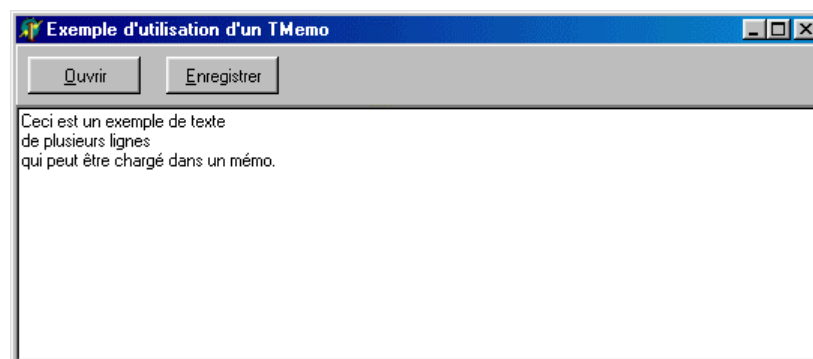 Exemple d'utilisation d'un TMemo
Ouvrir Enregistrer
Ceci est un exemple de texte
de plusieurs lignes
qui peut être chargé dans un mémo.